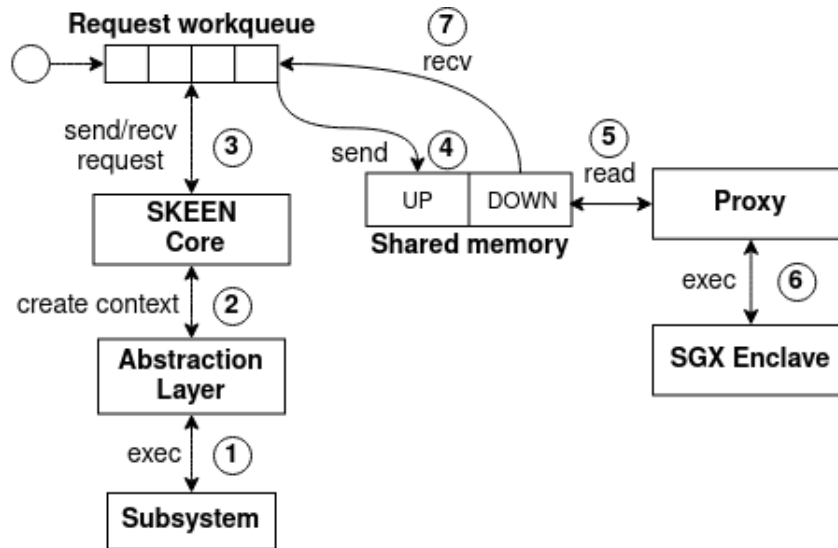 Request workqueue
7
recv
send/recv
request
3
send
4
5
read
UP
DOWN
Shared memory
Proxy
SKEEN
Core
exec
6
create context
2
SGX Enclave
Abstraction
Layer
exec
1
Subsystem